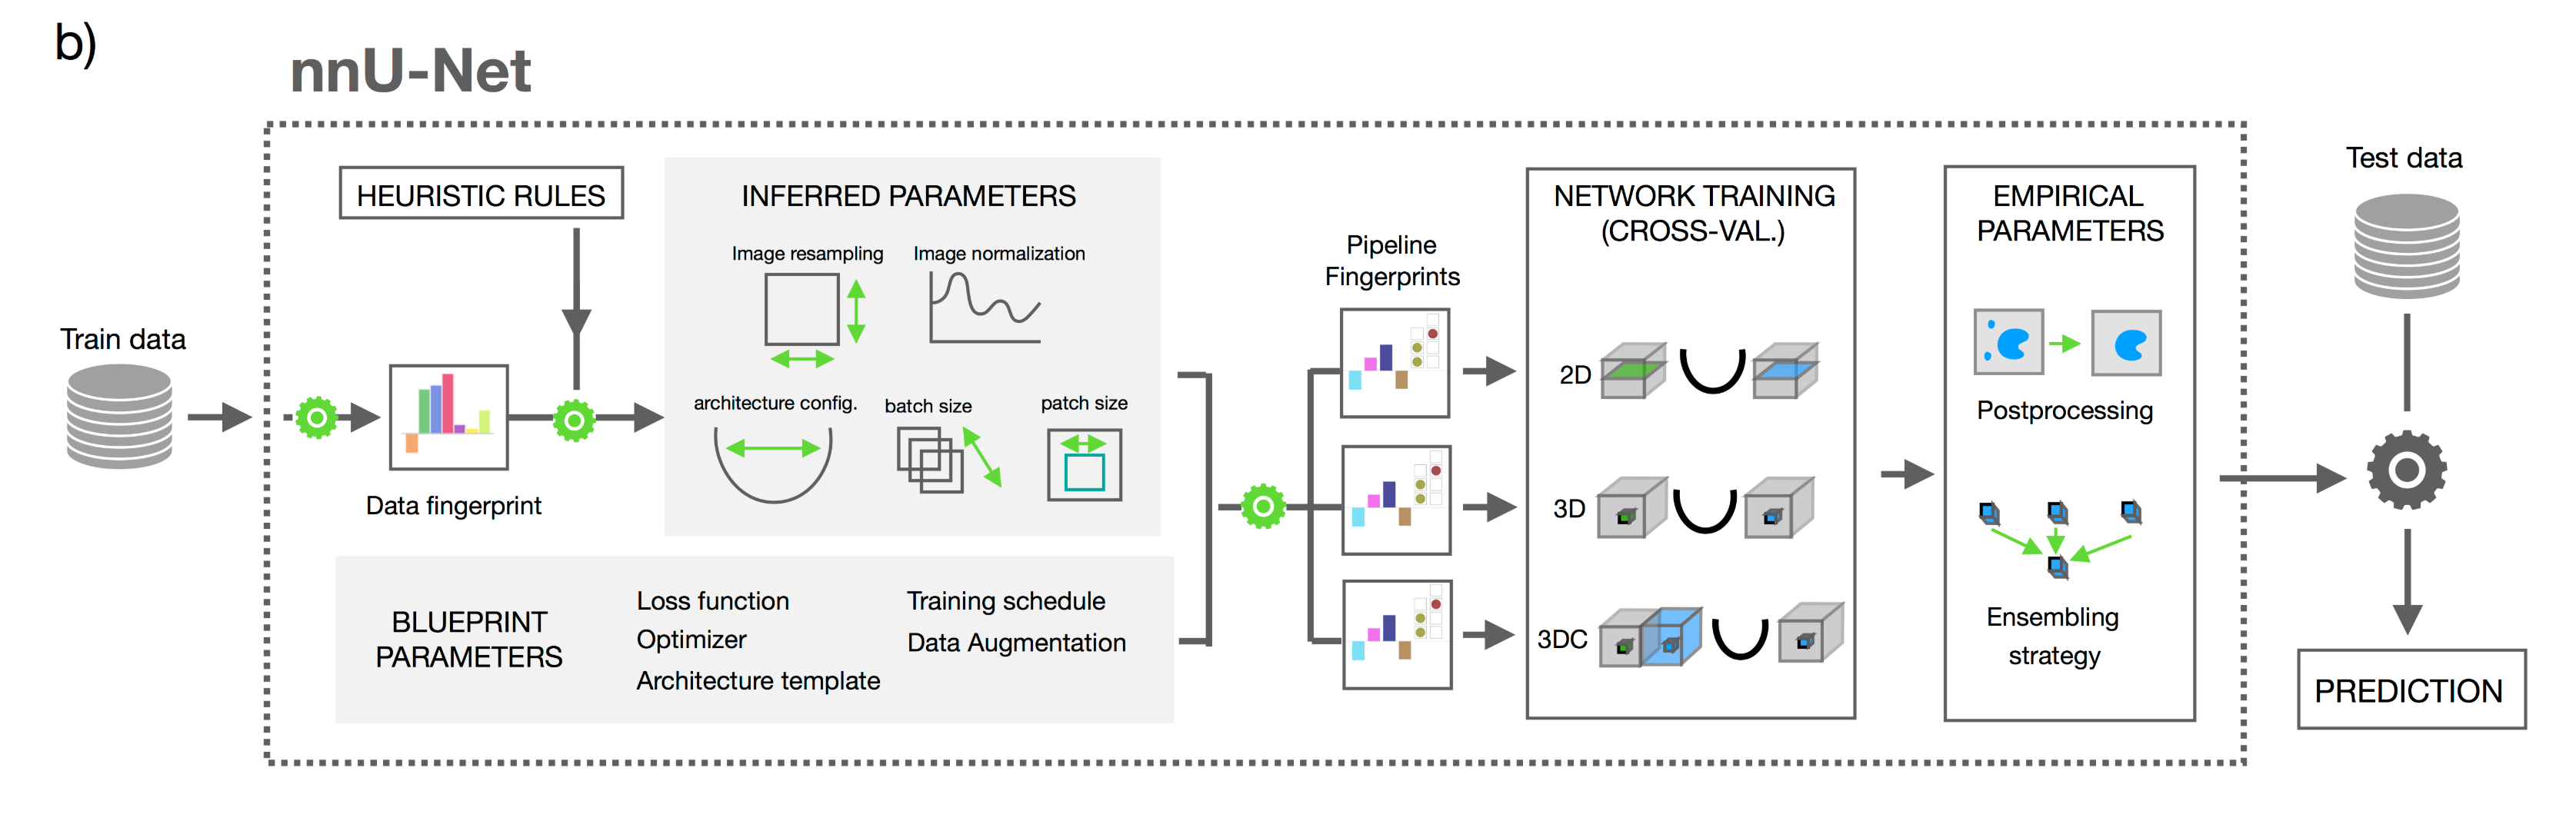 b)
nnU-Net
Train data
HEURISTIC RULES
Data fingerprint
INFERRED PARAMETERS
Image resampling
Image normalization
architecture config.
batch size
patch size
BLUEPRINT
PARAMETERS
Loss function
Optimizer
Architecture template
Training schedule
Data Augmentation
Pipeline
Fingerprints
NETWORK TRAINING
(CROSS-VAL.)
2D
3D
3DC
EMPIRICAL
PARAMETERS
Postprocessing
Ensembling
strategy
Test data
PREDICTION